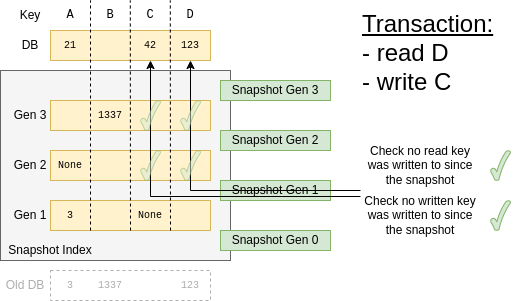 Key A B C D
DB 21 42 123
Transaction:
- read D
- write C
Snapshot Gen 3
Gen 3 1337
Snapshot Gen 2
Gen 2 None
Snapshot Gen 1
Gen 1 3 None
Snapshot Gen 0
Snapshot Index
Old DB 3 1337 123
Check no read key
was written to since
the snapshot
Check no written key
was written to since
the snapshot